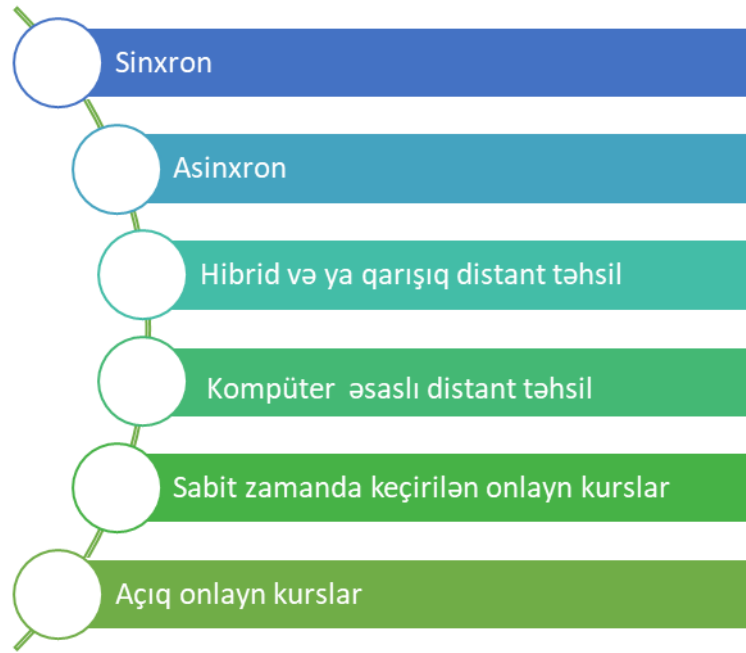 Sinxron
Asinxron
Hibrid və ya qarışıq distant təhsil
Kompüter əsaslı distant təhsil
Sabit zamanda keçirilən onlayn kurslar
Açıq onlayn kurslar